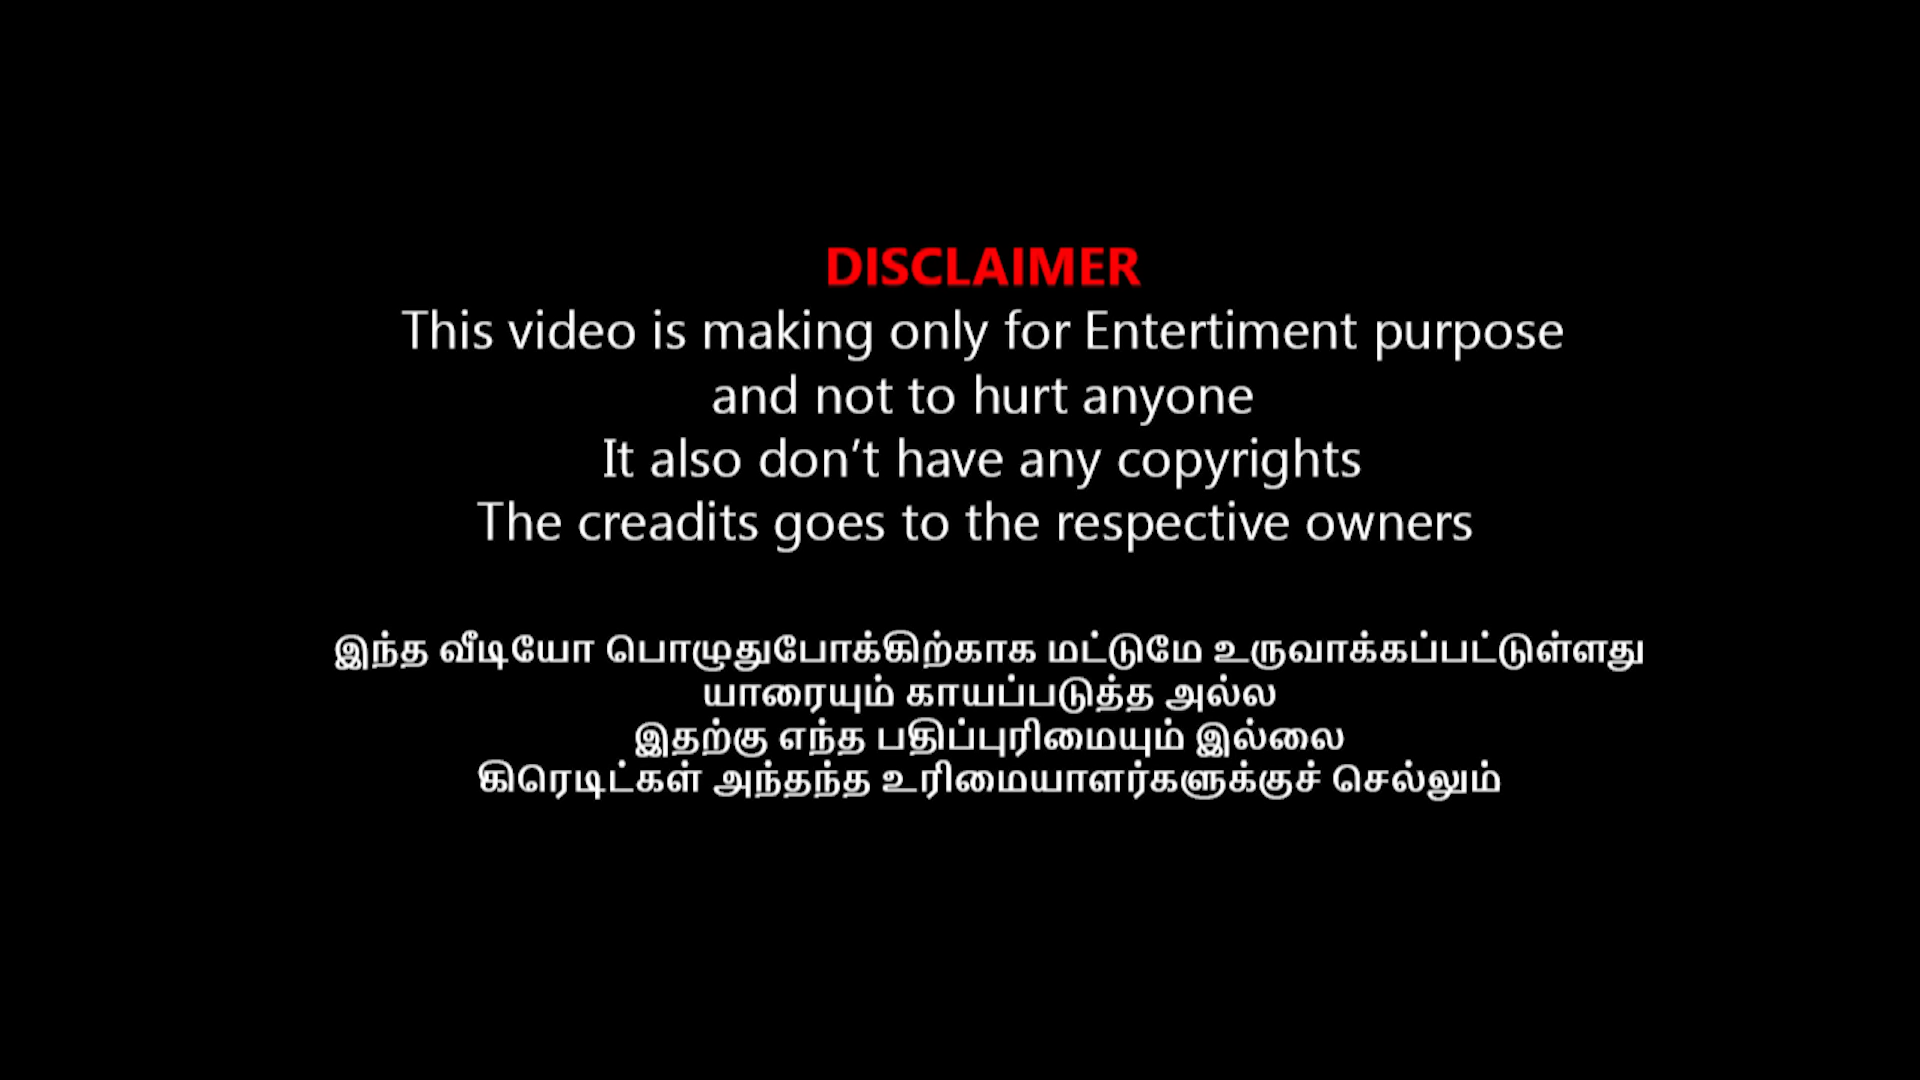 DISCLAIMER
This video is making only for Entertiment purpose
and not to hurt anyone
It also don’t have any copyrights
The creadits goes to the respective owners
இந்த வீடியோ பொழுதுபோக்கிற்காக மட்டுமே உருவாக்கப்பட்டுள்ளது
யாரையும் காயப்படுத்த அல்ல
இதற்கு எந்த பதிப்புரிமையும் இல்லை
கிரெடிட்கள் அந்தந்த உரிமையாளர்களுக்குச் செல்லும்